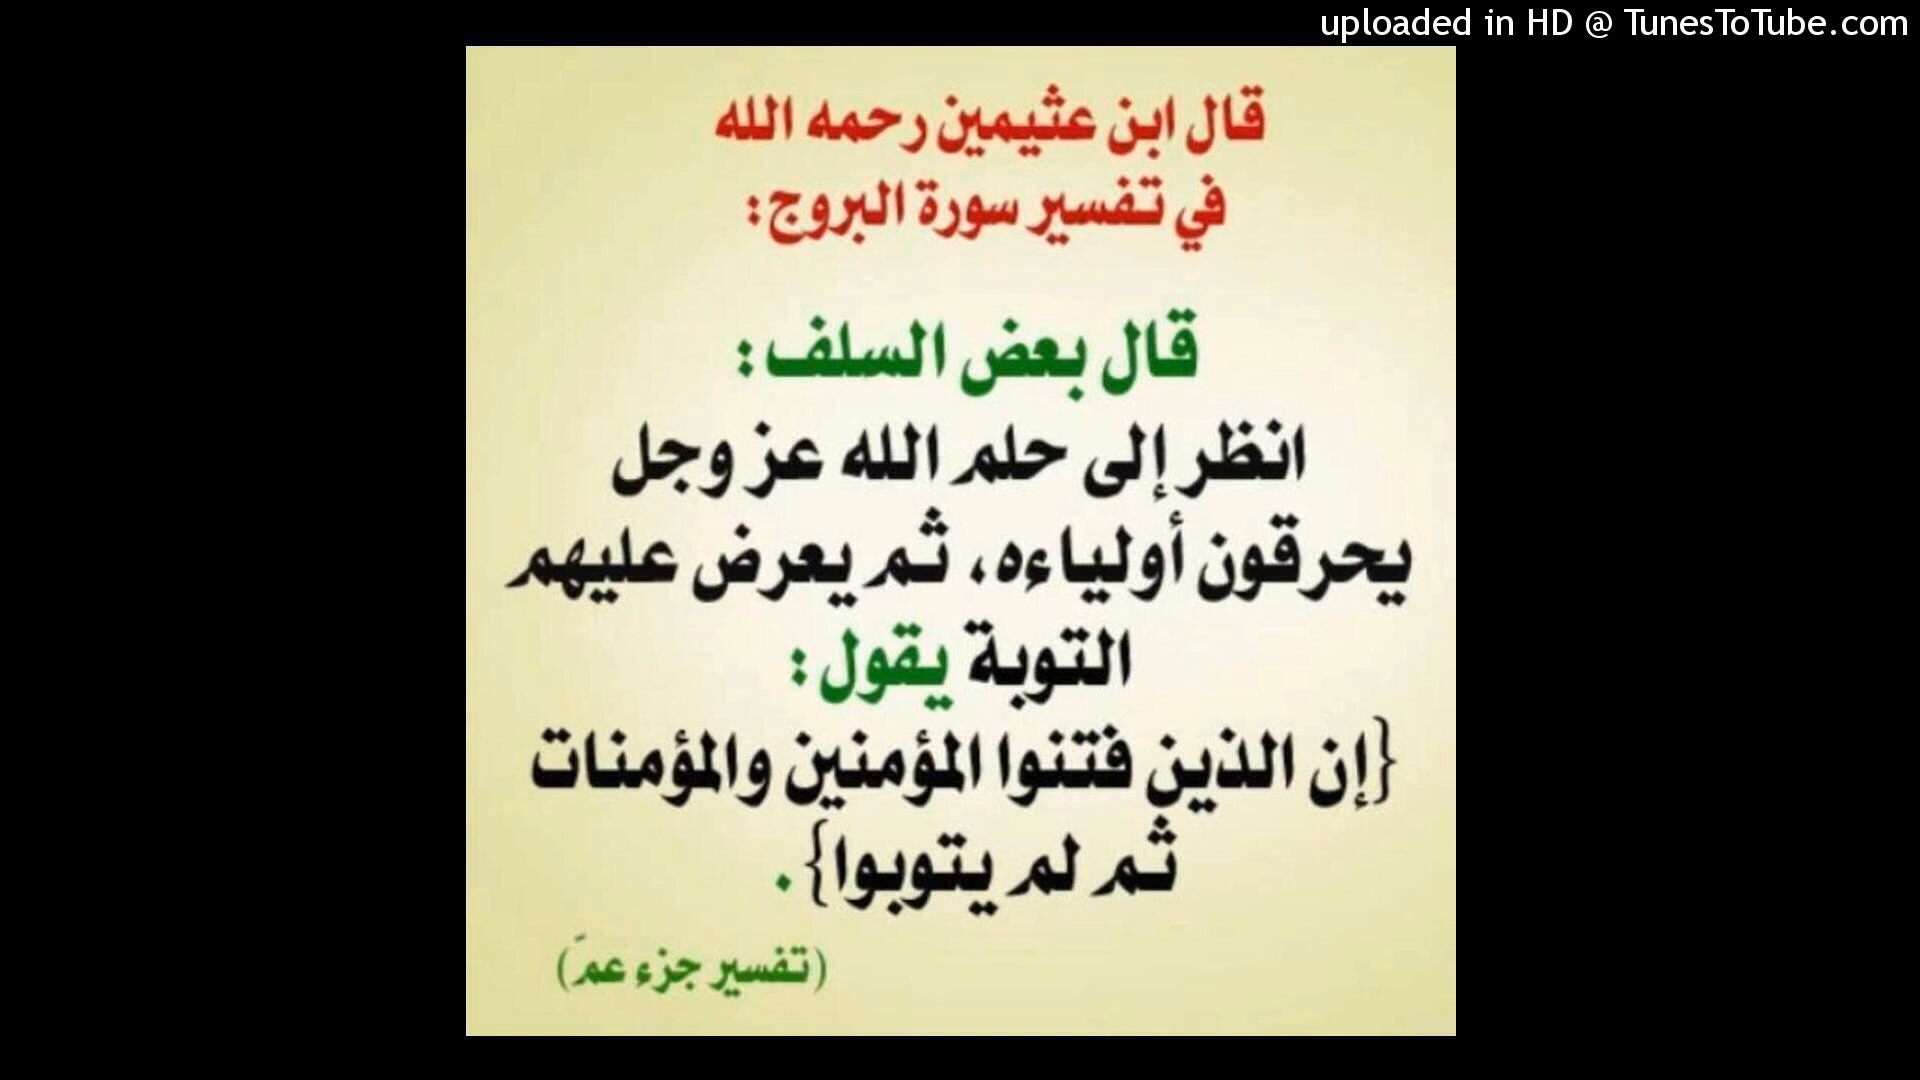 uploaded in HD @ TunesToTube.com
قال ابن عثيمين رحمه الله
في تفسير سورة البروج:
قال بعض السلف:
انظر إلى حلم الله عز وجل
يحرقون أولياءه، ثم يعرض عليهم
التوبة يقول:
{إن الذين فتنوا المؤمنين والمؤمنات
ثم لم يتوبوا}.
(تفسير جزء عمّ)